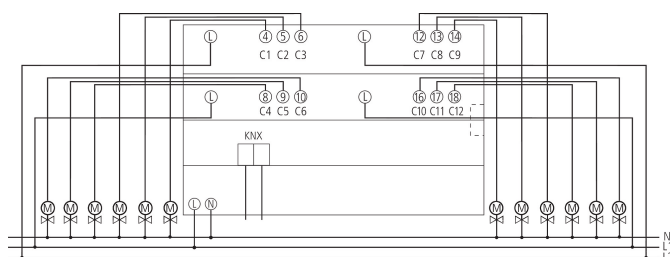 L 4 5 6 L 12 13 14
C1 C2 C3 C7 C8 C9
L 8 9 10 L 16 17 18
C4 C5 C6 C10 C11 C12
KNX
M M M M M M L N M M M M M M
N